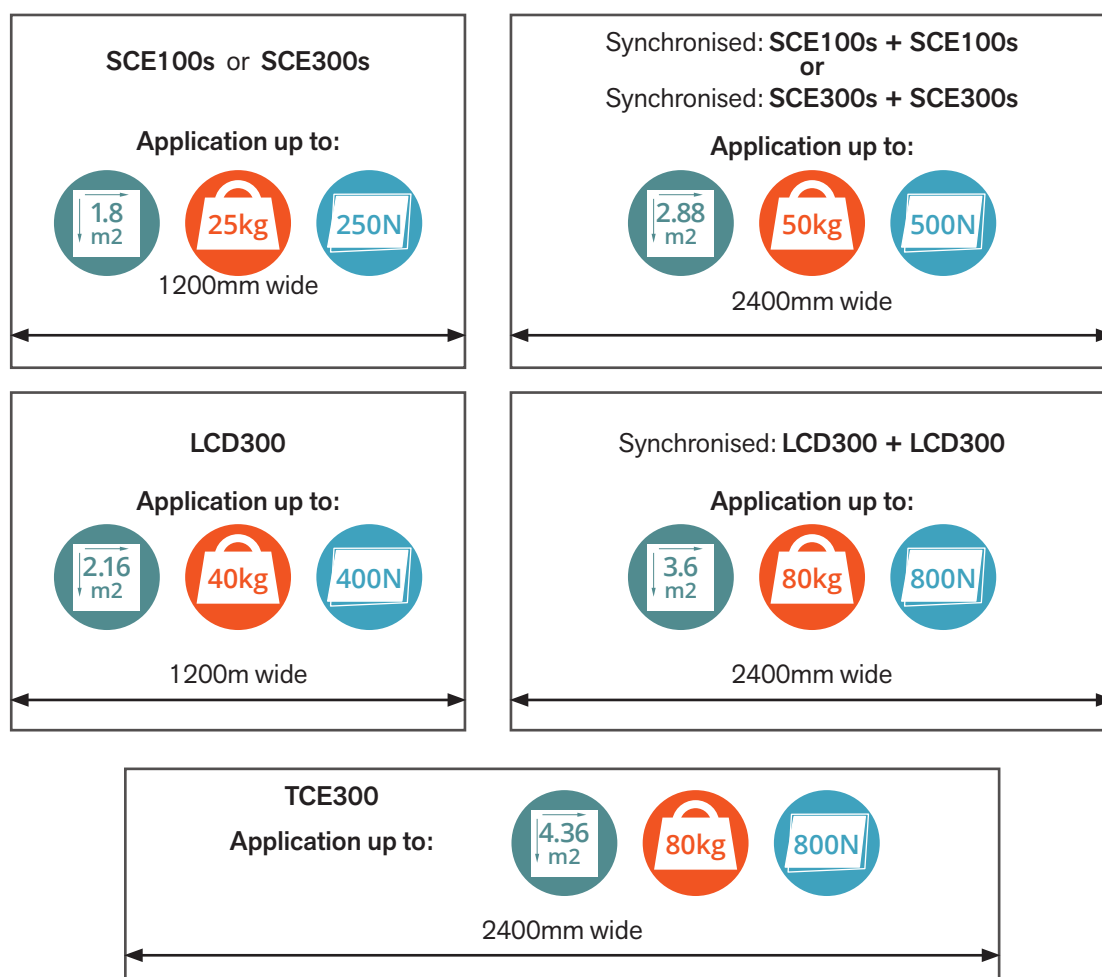 SCE100s or SCE300s
Application up to:
1.8
m2
25kg
250N
1200mm wide
Synchronised: SCE100s + SCE100s
or
Synchronised: SCE300s + SCE300s
Application up to:
2.88
m2
50kg
500N
2400mm wide
LCD300
Application up to:
2.16
m2
40kg
400N
1200m wide
Synchronised: LCD300 + LCD300
Application up to:
3.6
m2
80kg
800N
2400mm wide
TCE300
Application up to:
4.36
m2
80kg
800N
2400mm wide